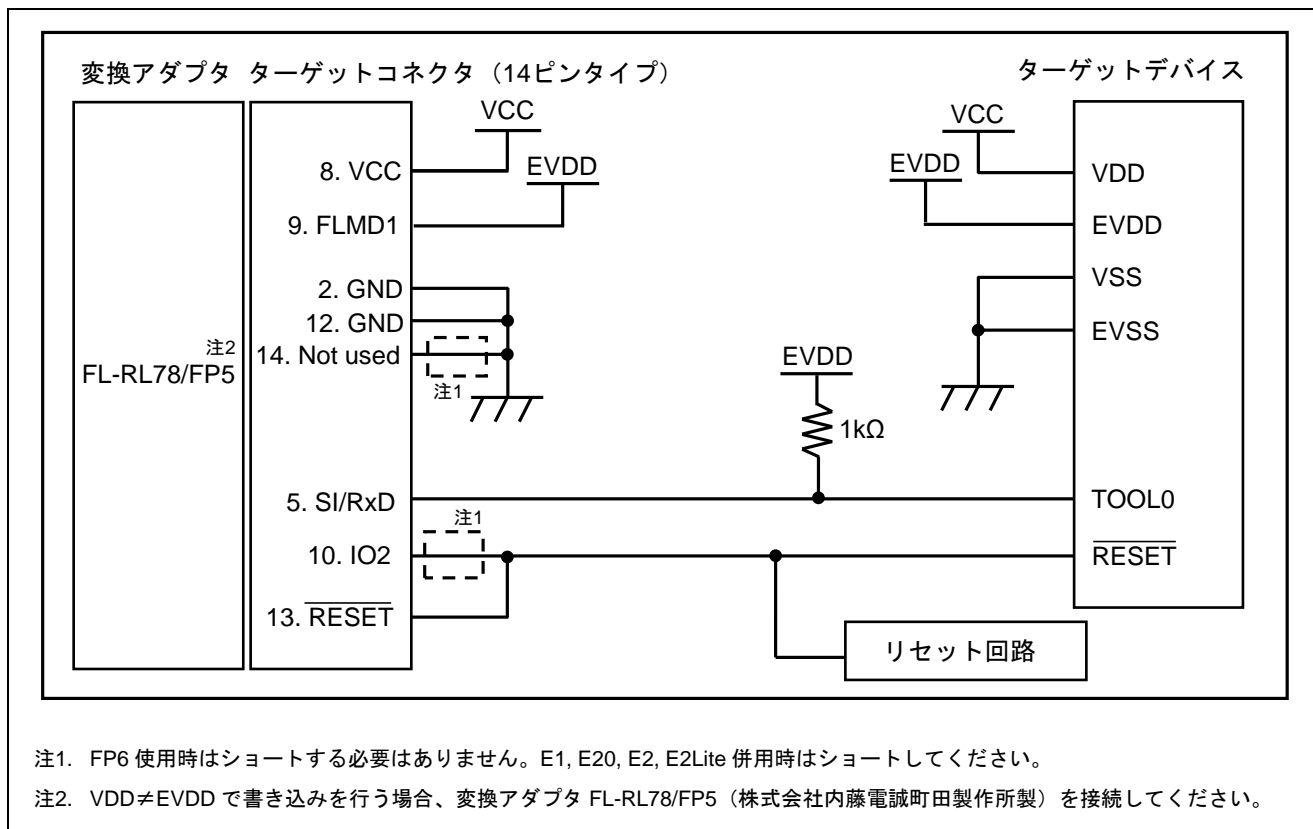 変換アダプタ ターゲットコネクタ（14ピンタイプ）
ターゲットデバイス
VCC
8. VCC
EVDD
9. FLMD1
2. GND
12. GND
14. Not used
注1
注2
FL-RL78/FP5
EVDD
1kΩ
5. SI/RxD
注1
10. IO2
13. RESET
VCC
EVDD
VDD
EVDD
VSS
EVSS
TOOL0
RESET
リセット回路
注1. FP6 使用時はショートする必要はありません。E1, E20, E2, E2Lite 併用時はショートしてください。
注2. VDD≠EVDD で書き込みを行う場合、変換アダプタ FL-RL78/FP5（株式会社内藤電誠町田製作所製）を接続してください。